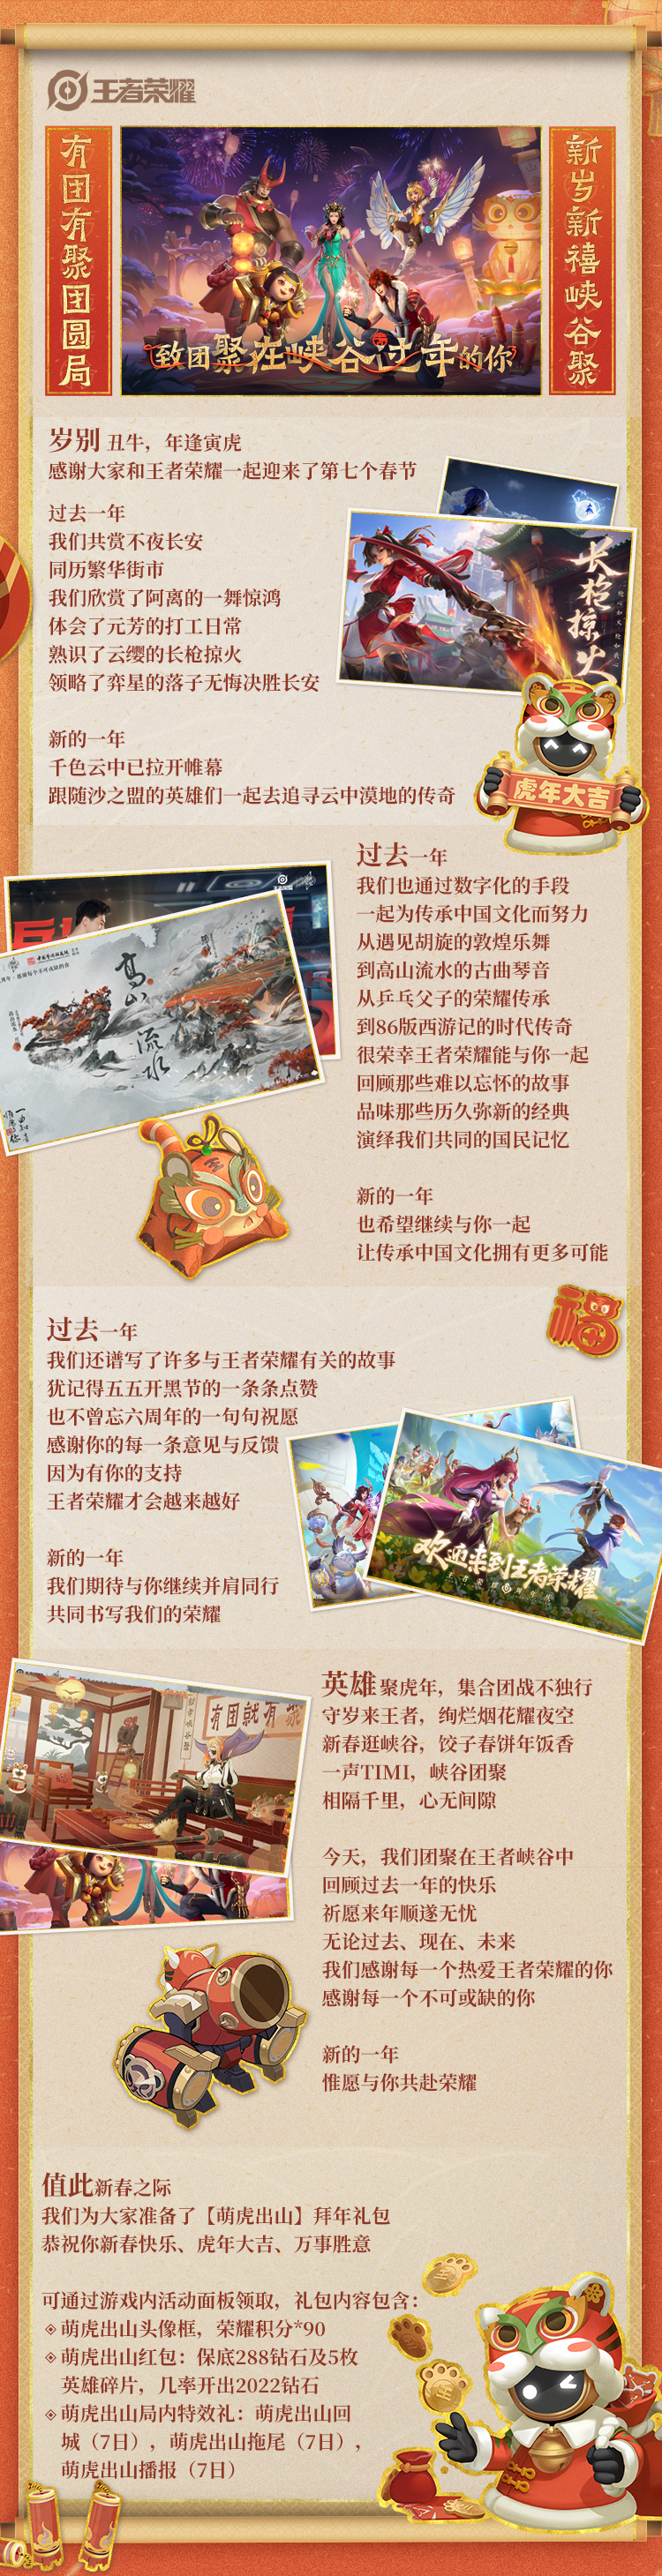 王者荣耀
有团有聚团圆局
新岁新禧峡谷聚
致团聚在峡谷过年的你
岁别 丑牛，年逢寅虎
感谢大家和王者荣耀一起迎来了第七个春节
过去一年
我们共赏不夜长安
同历繁华街市
我们欣赏了阿离的一舞惊鸿
体会了元芳的打工日常
熟识了云缨的长枪掠火
领略了弈星的落子无悔决胜长安
长枪掠火
新的一年
千色云中已拉开帷幕
跟随沙之盟的英雄们一起去追寻云中漠地的传奇
虎年大吉
过去一年
我们也通过数字化的手段
一起为传承中国文化而努力
从遇见胡旋的敦煌乐舞
到高山流水的古曲琴音
从乒乓父子的荣耀传承
到86版西游记的时代传奇
很荣幸王者荣耀能与你一起
回顾那些难以忘怀的故事
品味那些历久弥新的经典
演绎我们共同的国民记忆
高山流水
新的一年
也希望继续与你一起
让传承中国文化拥有更多可能
福
过去一年
我们还谱写了许多与王者荣耀有关的故事
犹记得五五开黑节的一条条点赞
也不曾忘六周年的一句句祝愿
感谢你的每一条意见与反馈
因为有你的支持
王者荣耀才会越来越好
欢迎来到王者荣耀
新的一年
我们期待与你继续并肩同行
共同书写我们的荣耀
英雄 聚虎年，集合团战不独行
守岁来王者，绚烂烟花耀夜空
新春逛峡谷，饺子春饼年饭香
一声TIMI，峡谷团聚
相隔千里，心无间隙
有团就有聚
今天，我们团聚在王者峡谷中
回顾过去一年的快乐
祈愿来年顺遂无忧
无论过去、现在、未来
我们感谢每一个热爱王者荣耀的你
感谢每一个不可或缺的你
新的一年
惟愿与你共赴荣耀
值此新春之际
我们为大家准备了【萌虎出山】拜年礼包
恭祝你新春快乐、虎年大吉、万事胜意
可通过游戏内活动面板领取，礼包内容包含：
萌虎出山头像框，荣耀积分*90
萌虎出山红包：保底288钻石及5枚
英雄碎片，几率开出2022钻石
萌虎出山局内特效礼：萌虎出山回
城（7日），萌虎出山拖尾（7日），
萌虎出山播报（7日）